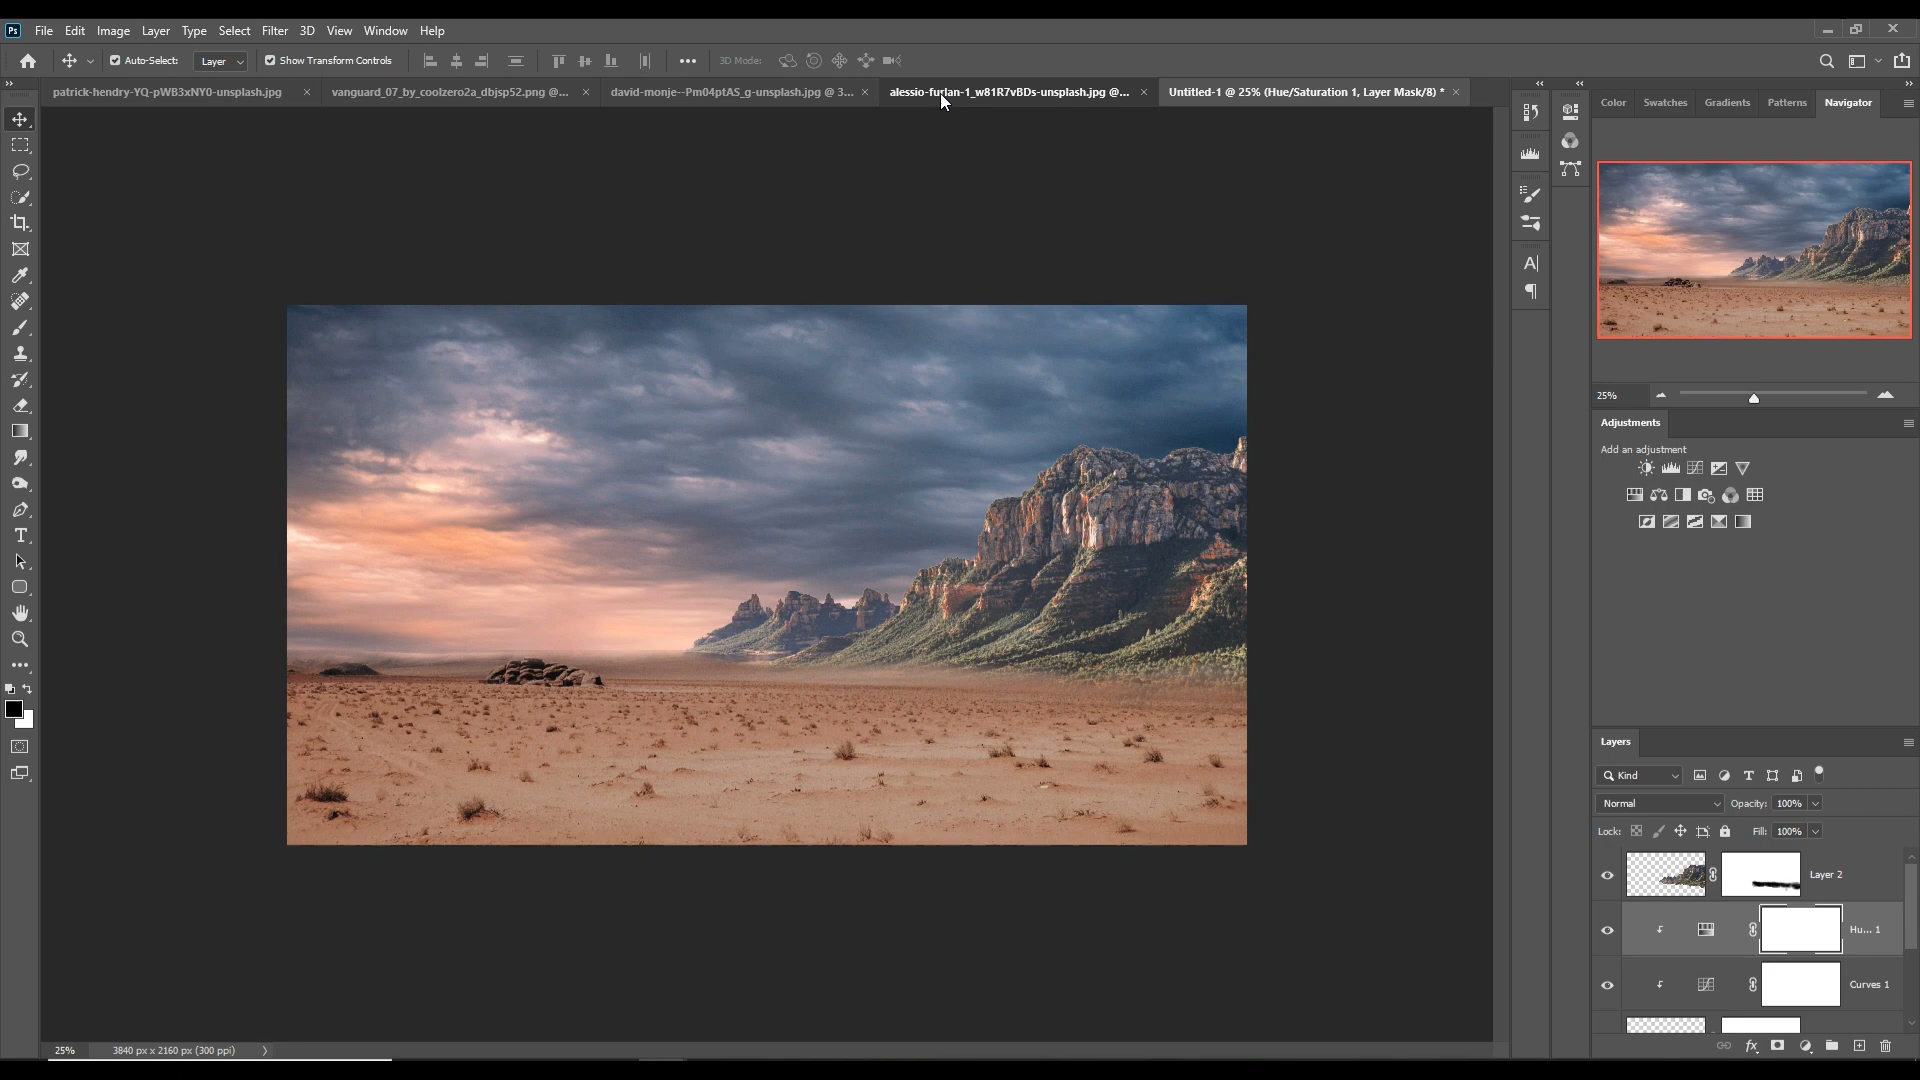 Ps File Edit Image Layer Type Select Filter 3D View Window Help
Auto-Select: Layer Show Transform Controls 3D Mode:
patrick-hendry-YQ-pWB3xNY0-unsplash.jpg vanguard_07_by_coolzero2a_dbjsp52.png @... david-monje--Pm04ptAS_g-unsplash.jpg @ 3... alessio-furlan-1_w81R7vBDs-unsplash.jpg @... Untitled-1 @ 25% (Hue/Saturation 1, Layer Mask/8) *
Color Swatches Gradients Patterns Navigator
25%
Adjustments
Add an adjustment
Layers
Kind
Normal Opacity: 100%
Lock: Fill: 100%
Layer 2
Hu... 1
Curves 1
25% 3840 px x 2160 px (300 ppi)